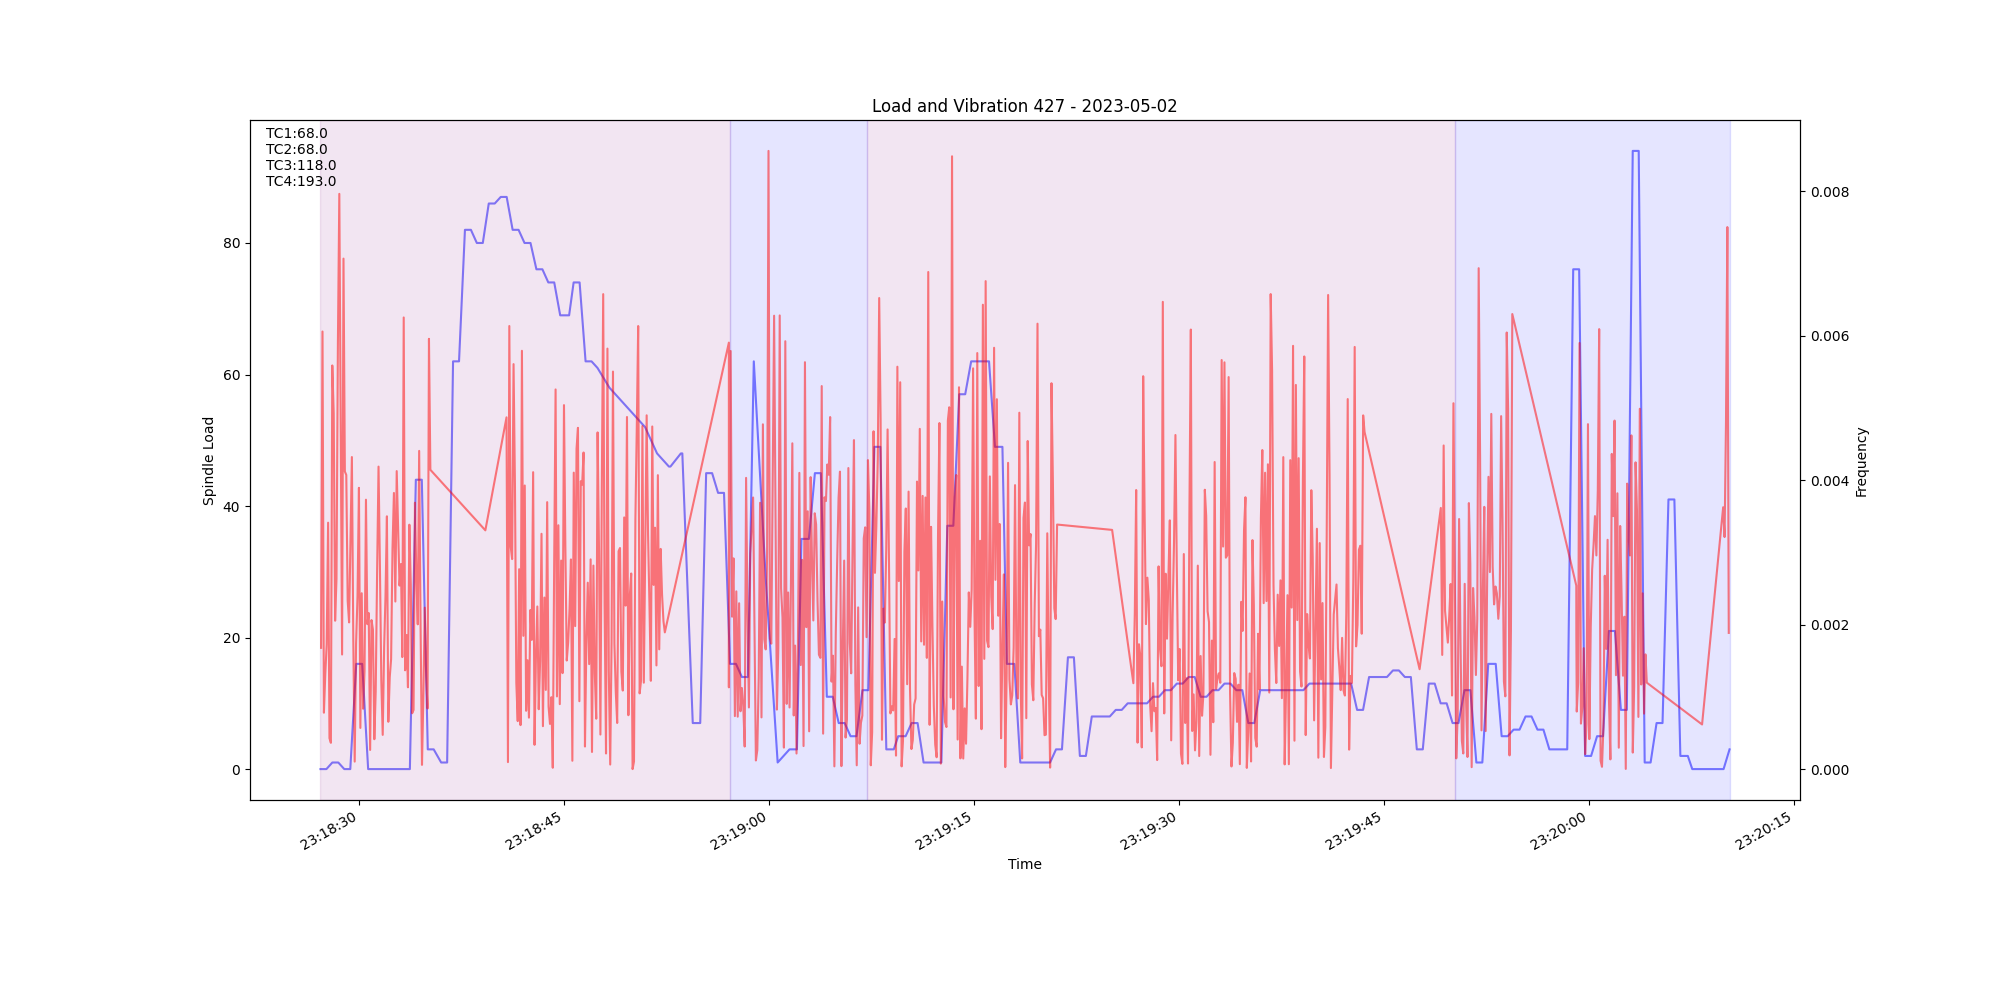 Load and Vibration 427 - 2023-05-02
TC1:68.0
TC2:68.0
TC3:118.0
TC4:193.0
Spindle Load
80
60
40
20
0
0.008
0.006
0.004
0.002
0.000
Frequency
23:18:30
23:18:45
23:19:00
23:19:15
23:19:30
23:19:45
23:20:00
23:20:15
Time